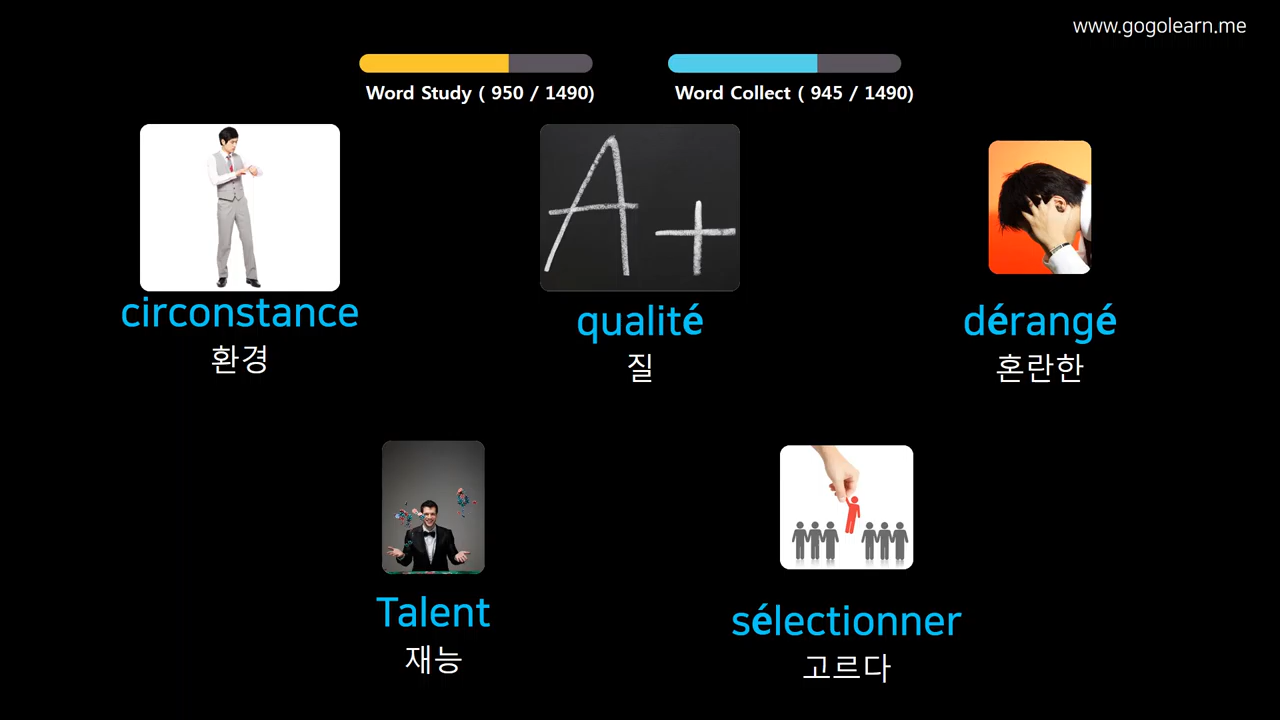 www.gogolearn.me
Word Study ( 950 / 1490)
Word Collect ( 945 / 1490)
A+
circonstance
환경
qualité
질
dérangé
혼란한
Talent
재능
sélectionner
고르다